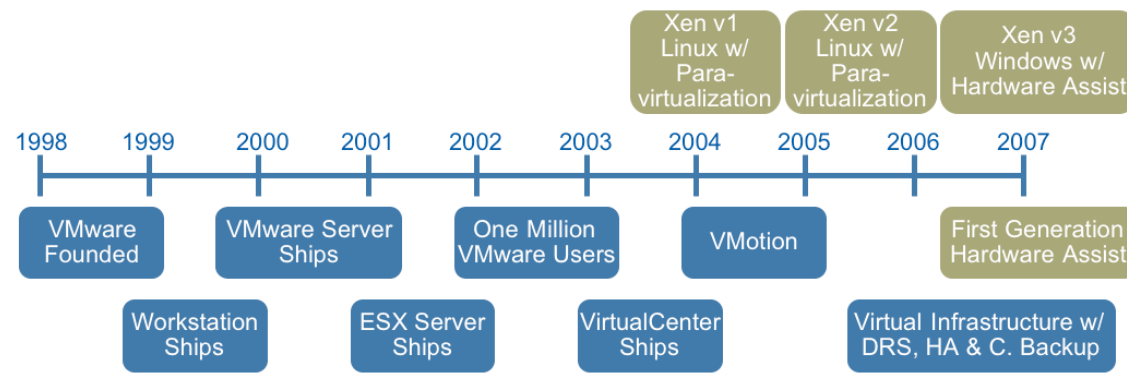 Xen v1
Linux w/
Para-
virtualization
Xen v2
Linux w/
Para-
virtualization
Xen v3
Windows w/
Hardware Assist
1998 1999 2000 2001 2002 2003 2004 2005 2006 2007
VMware
Founded
VMware Server
Ships
One Million
VMware Users
VMotion
First Generation
Hardware Assist
Workstation
Ships
ESX Server
Ships
VirtualCenter
Ships
Virtual Infrastructure w/
DRS, HA & C. Backup